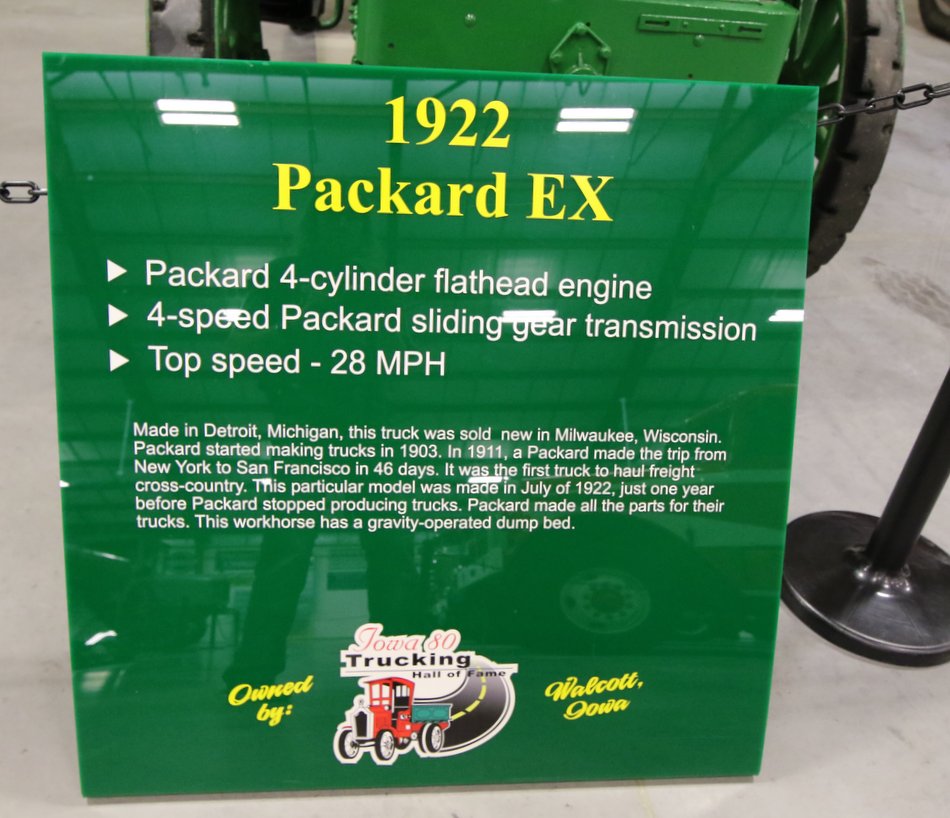 1922
Packard EX
Packard 4-cylinder flathead engine
4-speed Packard sliding gear transmission
Top speed - 28 MPH
Made in Detroit, Michigan, this truck was sold new in Milwaukee, Wisconsin.
Packard started making trucks in 1903. In 1911, a Packard made the trip from
New York to San Francisco in 46 days. It was the first truck to haul freight
cross-country. This particular model was made in July of 1922, just one year
before Packard stopped producing trucks. Packard made all the parts for their
trucks. This workhorse has a gravity-operated dump bed.
Iowa 80
Trucking
Hall of Fame
Owned
by:
Walcott,
Iowa